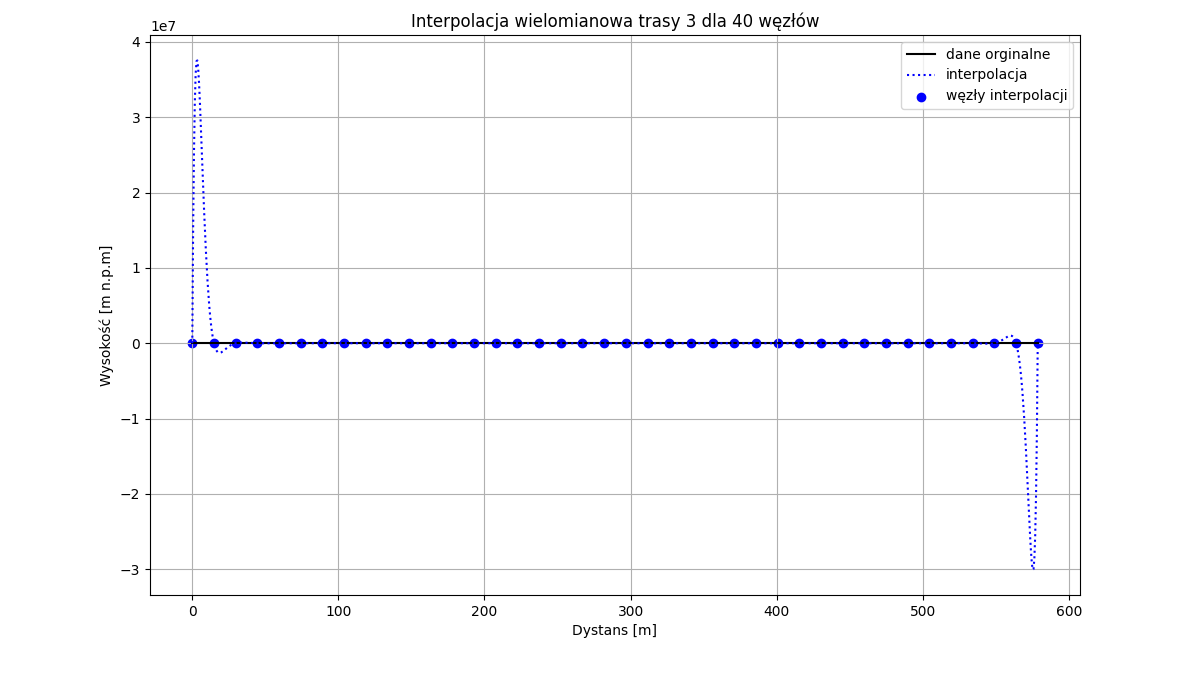 Interpolacja wielomianowa trasy 3 dla 40 węzłów
1e7
dane orginalne
interpolacja
węzły interpolacji
Wysokość [m n.p.m]
4
3
2
1
0
−1
−2
−3
0 100 200 300 400 500 600
Dystans [m]